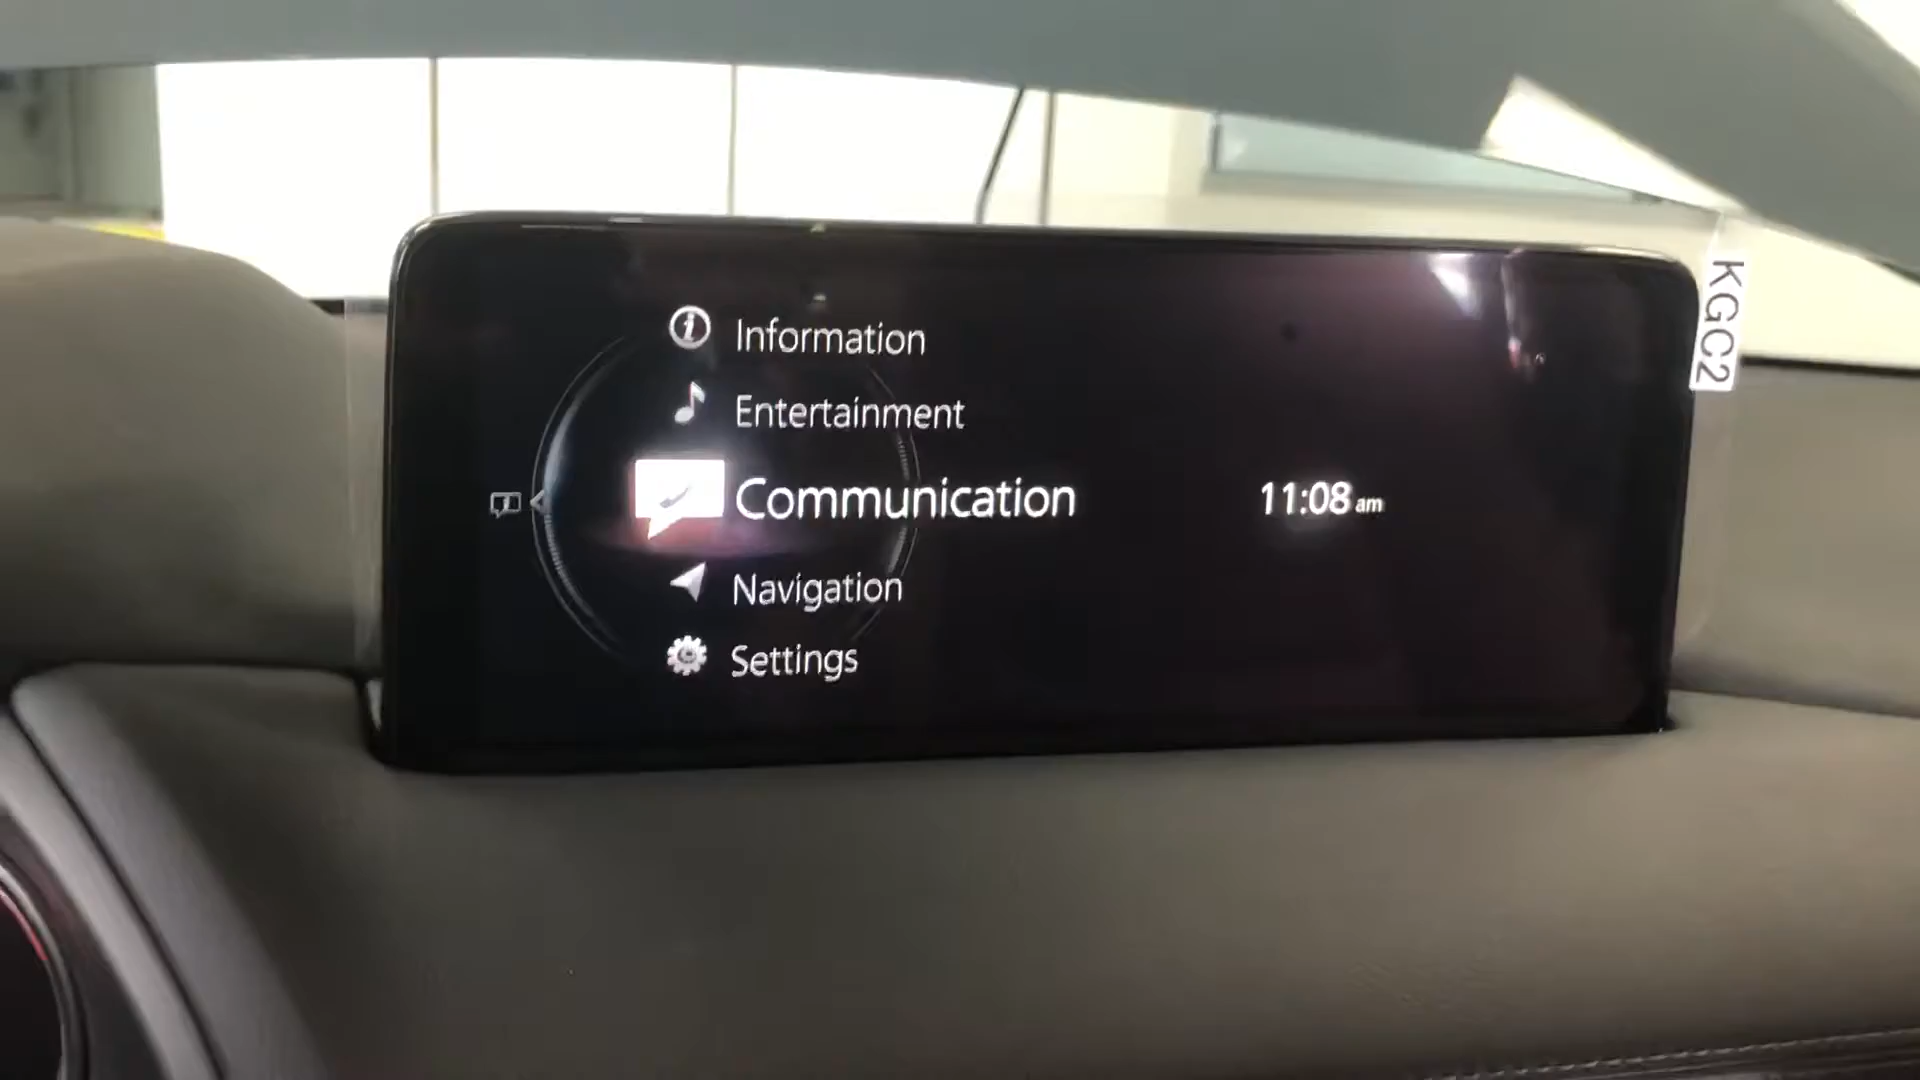 Information
Entertainment
Communication
11:08 am
Navigation
Settings
KGC2